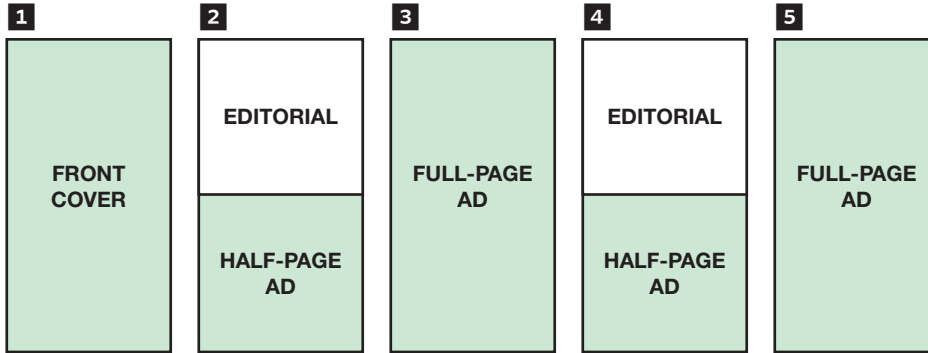 1
2
3
4
5
FRONT
COVER
EDITORIAL
HALF-PAGE
AD
FULL-PAGE
AD
EDITORIAL
HALF-PAGE
AD
FULL-PAGE
AD